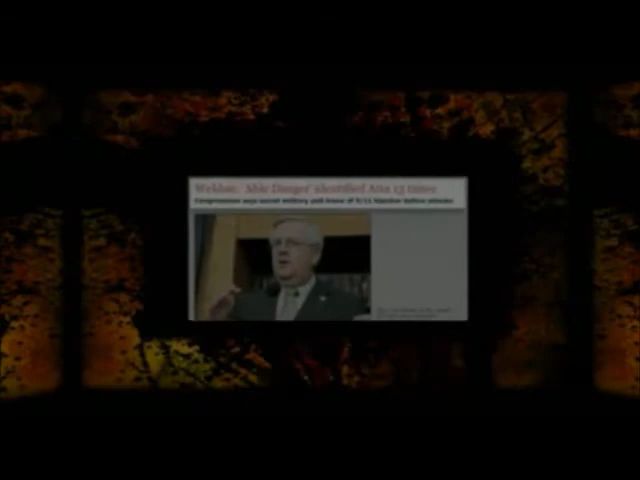 Weldon: 'Able Danger' identified Atta 13 times
Congressman says secret military unit knew of 9/11 hijacker before attacks